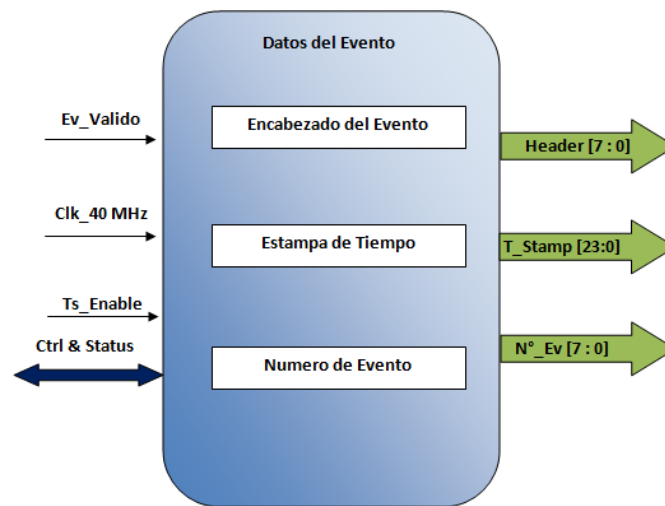 Datos del Evento
Ev_Valido
Encabezado del Evento
Header [7 : 0]
Clk_40 MHz
Estampa de Tiempo
T_Stamp [23:0]
Ts_Enable
Ctrl & Status
Numero de Evento
N°_Ev [7 : 0]